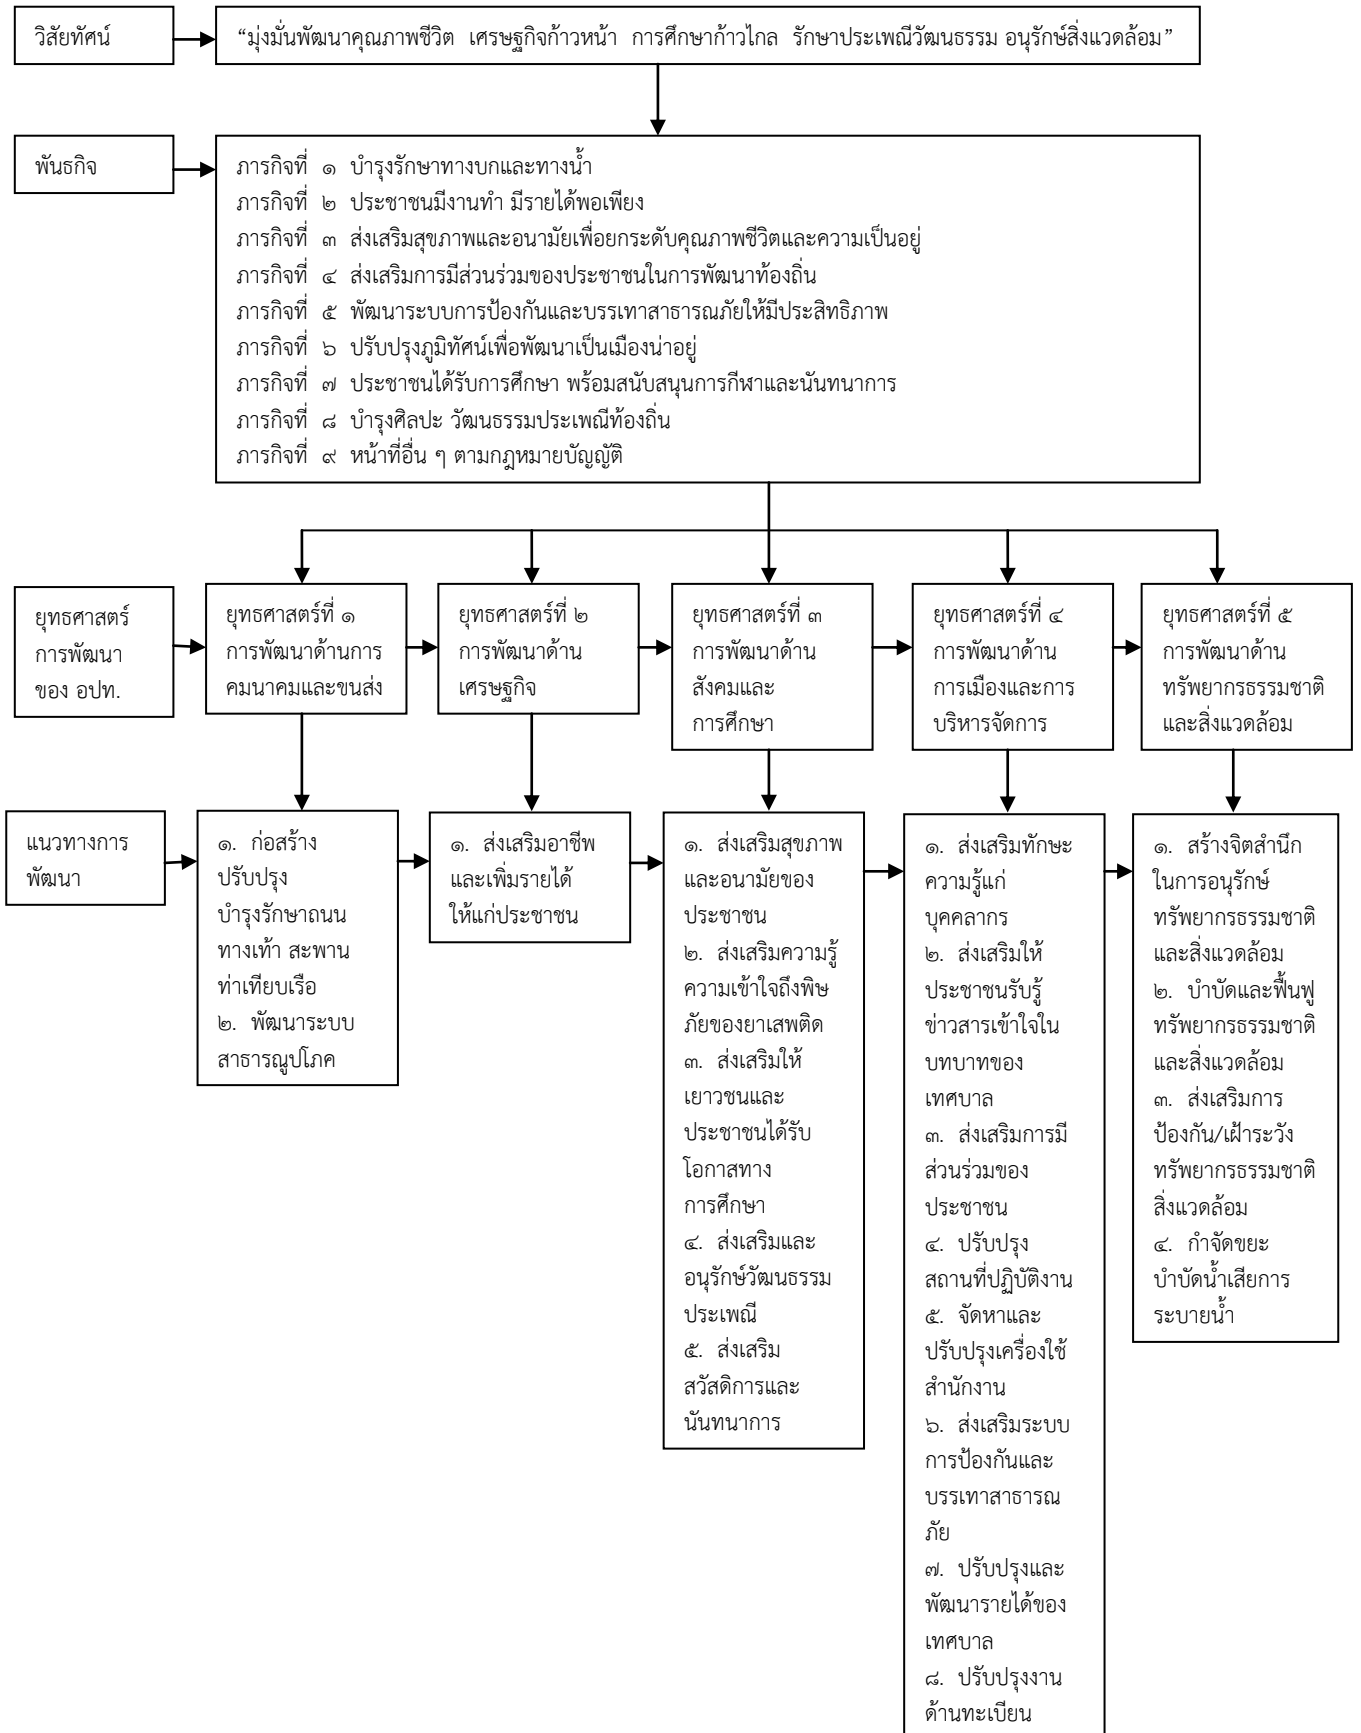 วิสัยทัศน์
“มุ่งมั่นพัฒนาคุณภาพชีวิต เศรษฐกิจก้าวหน้า การศึกษาก้าวไกล รักษาประเพณีวัฒนธรรม อนุรักษ์สิ่งแวดล้อม”
พันธกิจ
ภารกิจที่ ๑ บำรุงรักษาทางบกและทางน้ำ
ภารกิจที่ ๒ ประชาชนมีงานทำ มีรายได้พอเพียง
ภารกิจที่ ๓ ส่งเสริมสุขภาพและอนามัยเพื่อยกระดับคุณภาพชีวิตและความเป็นอยู่
ภารกิจที่ ๔ ส่งเสริมการมีส่วนร่วมของประชาชนในการพัฒนาท้องถิ่น
ภารกิจที่ ๕ พัฒนาระบบการป้องกันและบรรเทาสาธารณภัยให้มีประสิทธิภาพ
ภารกิจที่ ๖ ปรับปรุงภูมิทัศน์เพื่อพัฒนาเป็นเมืองน่าอยู่
ภารกิจที่ ๗ ประชาชนได้รับการศึกษา พร้อมสนับสนุนการกีฬาและนันทนาการ
ภารกิจที่ ๘ บำรุงศิลปะ วัฒนธรรมประเพณีท้องถิ่น
ภารกิจที่ ๙ หน้าที่อื่น ๆ ตามกฎหมายบัญญัติ
ยุทธศาสตร์
การพัฒนา
ของ อปท.
ยุทธศาสตร์ที่ ๑
การพัฒนาด้านการ
คมนาคมและขนส่ง
ยุทธศาสตร์ที่ ๒
การพัฒนาด้าน
เศรษฐกิจ
ยุทธศาสตร์ที่ ๓
การพัฒนาด้าน
สังคมและ
การศึกษา
ยุทธศาสตร์ที่ ๔
การพัฒนาด้าน
การเมืองและการ
บริหารจัดการ
ยุทธศาสตร์ที่ ๕
การพัฒนาด้าน
ทรัพยากรธรรมชาติ
และสิ่งแวดล้อม
แนวทางการ
พัฒนา
๑. ก่อสร้าง
ปรับปรุง
บำรุงรักษาถนน
ทางเท้า สะพาน
ท่าเทียบเรือ
๒. พัฒนาระบบ
สาธารณูปโภค
๑. ส่งเสริมอาชีพ
และเพิ่มรายได้
ให้แก่ประชาชน
๑. ส่งเสริมสุขภาพ
และอนามัยของ
ประชาชน
๒. ส่งเสริมความรู้
ความเข้าใจถึงพิษ
ภัยของยาเสพติด
๓. ส่งเสริมให้
เยาวชนและ
ประชาชนได้รับ
โอกาสทาง
การศึกษา
๔. ส่งเสริมและ
อนุรักษ์วัฒนธรรม
ประเพณี
๕. ส่งเสริม
สวัสดิการและ
นันทนาการ
๑. ส่งเสริมทักษะ
ความรู้แก่
บุคคลากร
๒. ส่งเสริมให้
ประชาชนรับรู้
ข่าวสารเข้าใจใน
บทบาทของ
เทศบาล
๓. ส่งเสริมการมี
ส่วนร่วมของ
ประชาชน
๔. ปรับปรุง
สถานที่ปฏิบัติงาน
๕. จัดหาและ
ปรับปรุงเครื่องใช้
สำนักงาน
๖. ส่งเสริมระบบ
การป้องกันและ
บรรเทาสาธารณ
ภัย
๗. ปรับปรุงและ
พัฒนารายได้ของ
เทศบาล
๘. ปรับปรุงงาน
ด้านทะเบียน
๑. สร้างจิตสำนึก
ในการอนุรักษ์
ทรัพยากรธรรมชาติ
และสิ่งแวดล้อม
๒. บำบัดและฟื้นฟู
ทรัพยากรธรรมชาติ
และสิ่งแวดล้อม
๓. ส่งเสริมการ
ป้องกัน/เฝ้าระวัง
ทรัพยากรธรรมชาติ
สิ่งแวดล้อม
๔. กำจัดขยะ
บำบัดน้ำเสียการ
ระบายน้ำ